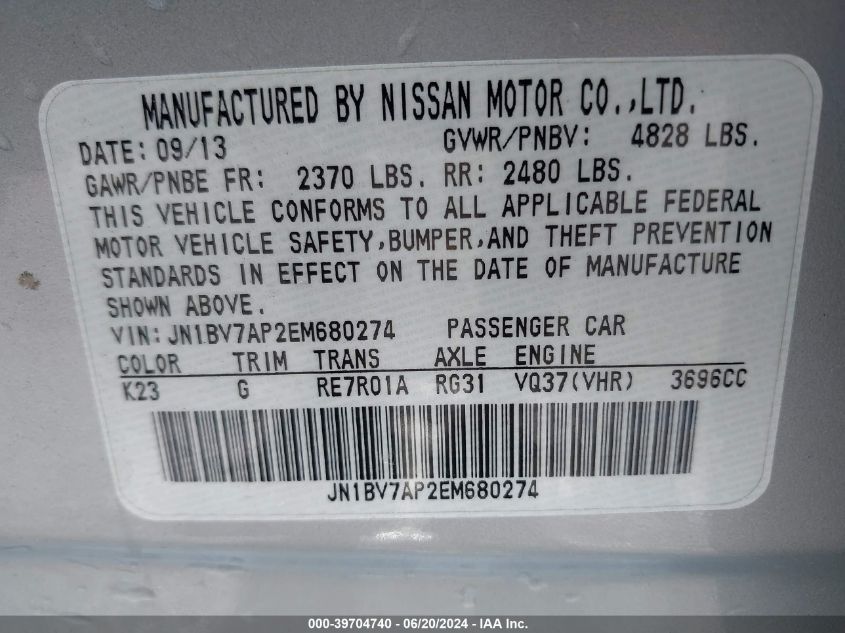 MANUFACTURED BY NISSAN MOTOR CO.,LTD.
DATE: 09/13 GVWR/PNBV: 4828 LBS.
GAWR/PNBE FR: 2370 LBS. RR: 2480 LBS.
THIS VEHICLE CONFORMS TO ALL APPLICABLE FEDERAL
MOTOR VEHICLE SAFETY,BUMPER,AND THEFT PREVENTION
STANDARDS IN EFFECT ON THE DATE OF MANUFACTURE
SHOWN ABOVE.
VIN: JN1BV7AP2EM680274 PASSENGER CAR
COLOR TRIM TRANS AXLE ENGINE
K23 G RE7R01A RG31 VQ37(VHR) 3696CC
JN1BV7AP2EM680274
000-39704740 - 06/20/2024 - IAA Inc.